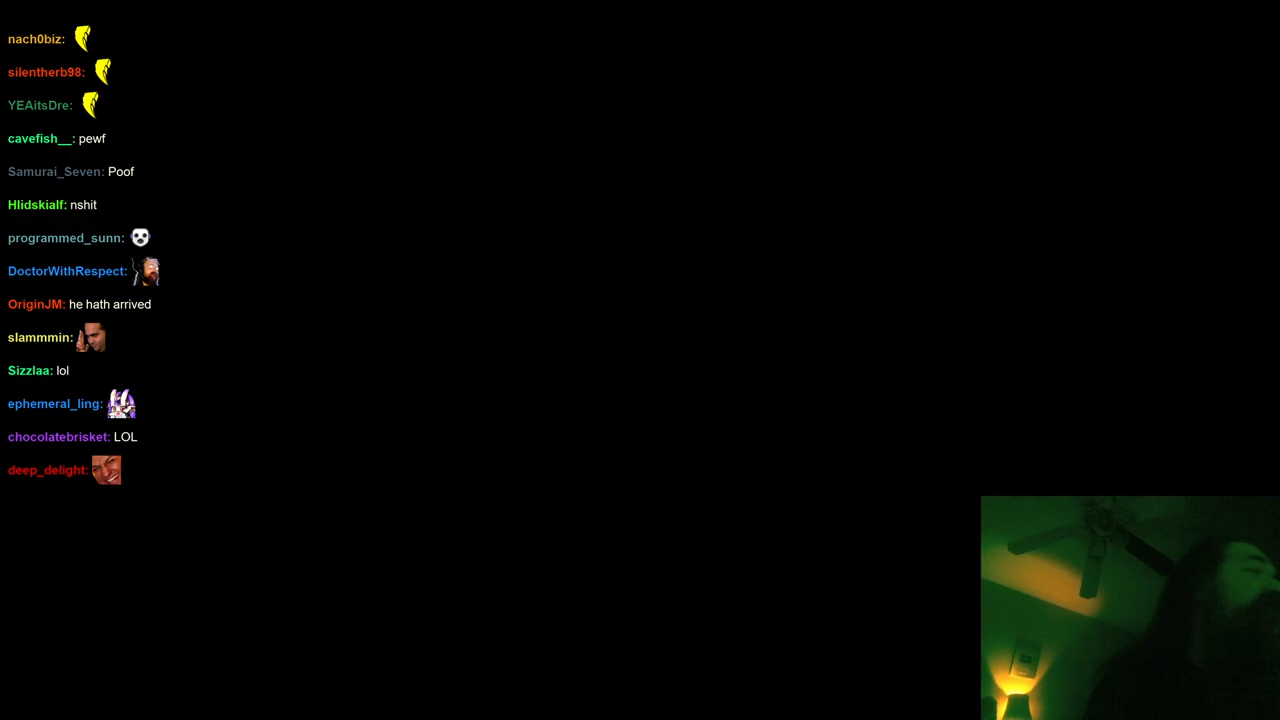 nach0biz:
silentherb98:
YEAitsDre:
cavefish__: pewf
Samurai_Seven: Poof
Hlidskialf: nshit
programmed_sunn:
DoctorWithRespect:
OriginJM: he hath arrived
slammmin:
Sizzlaa: lol
ephemeral_ling:
chocolatebrisket: LOL
deep_delight: